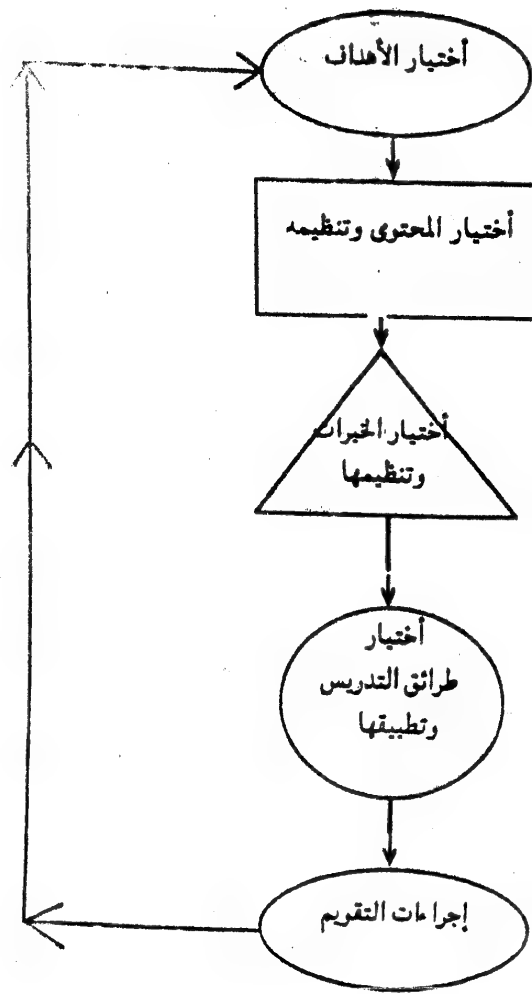 أختيار الأهداف
أختيار المحتوى وتنظيمه
أختيار الخبرات
وتنظيمها
أختيار
طرائق التدريس
وتطبيقها
إجراءات التقويم